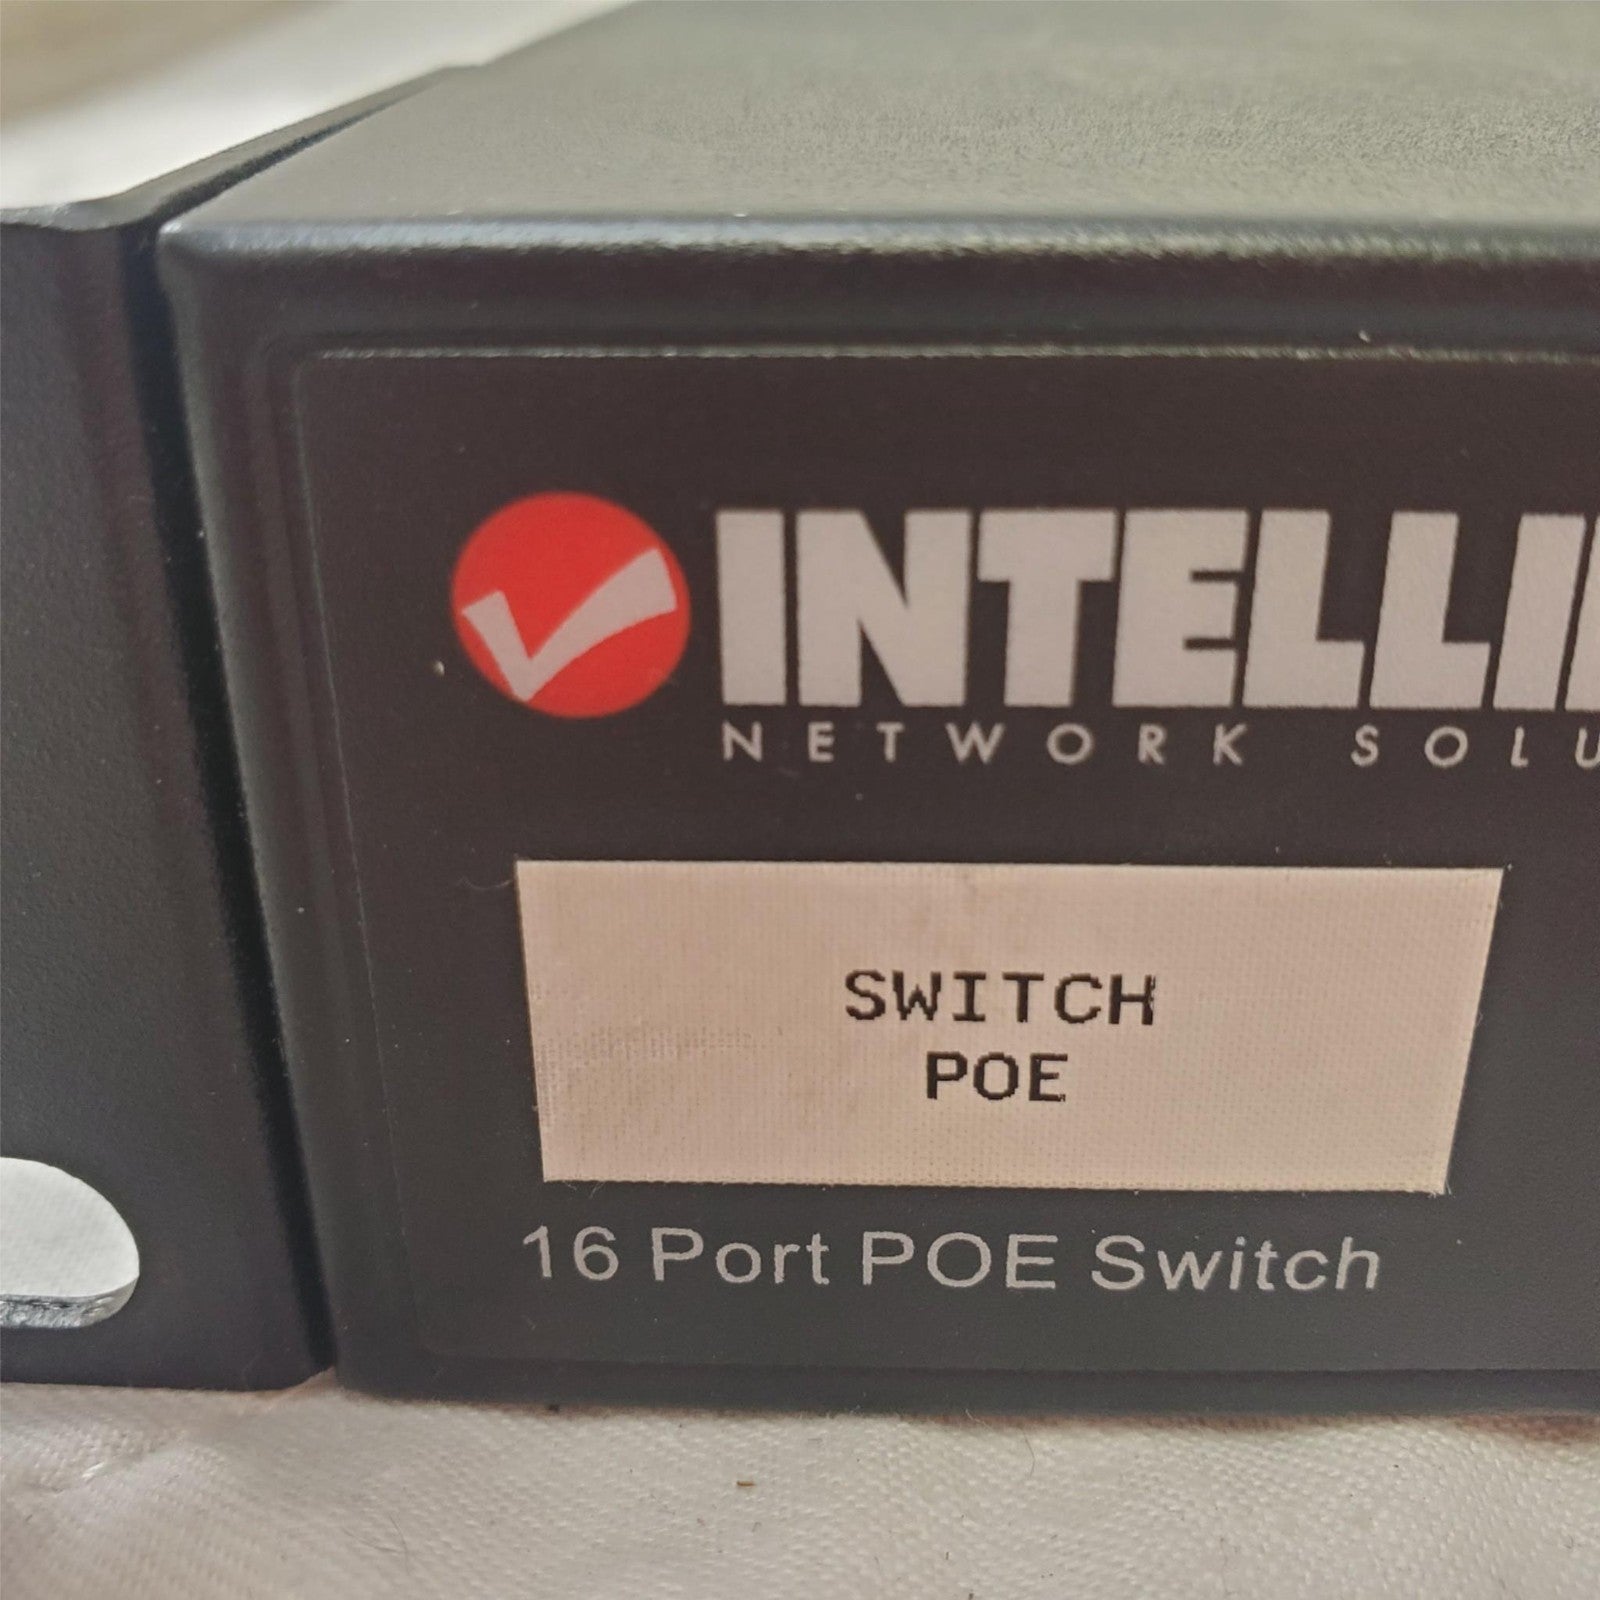 INTELLI
NETWORK SOLU
SWITCH
POE
16 Port POE Switch